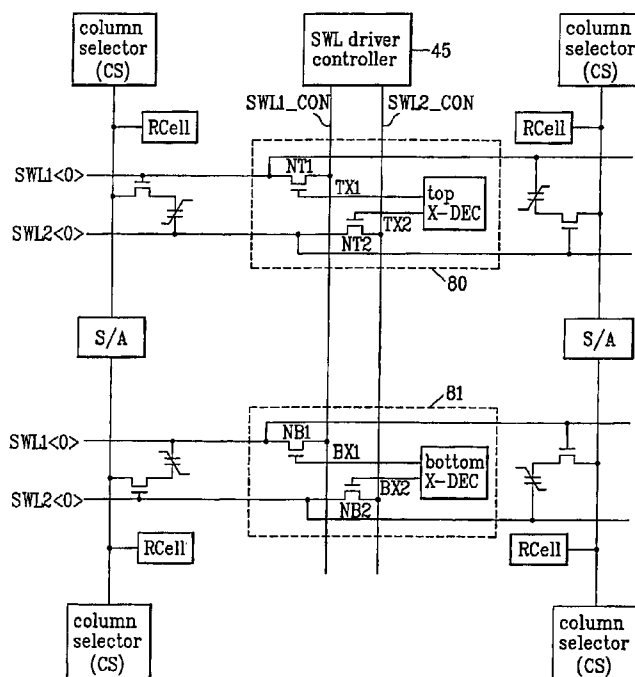 column
selector
(CS)
SWL driver
controller
45
column
selector
(CS)
SWL1_CON
SWL2_CON
RCell
RCell
SWL1<0>
NT1
TX1
top
X-DEC
TX2
SWL2<0>
NT2
80
S/A
S/A
81
SWL1<0>
NB1
BX1
bottom
X-DEC
BX2
SWL2<0>
NB2
RCell
RCell
column
selector
(CS)
column
selector
(CS)